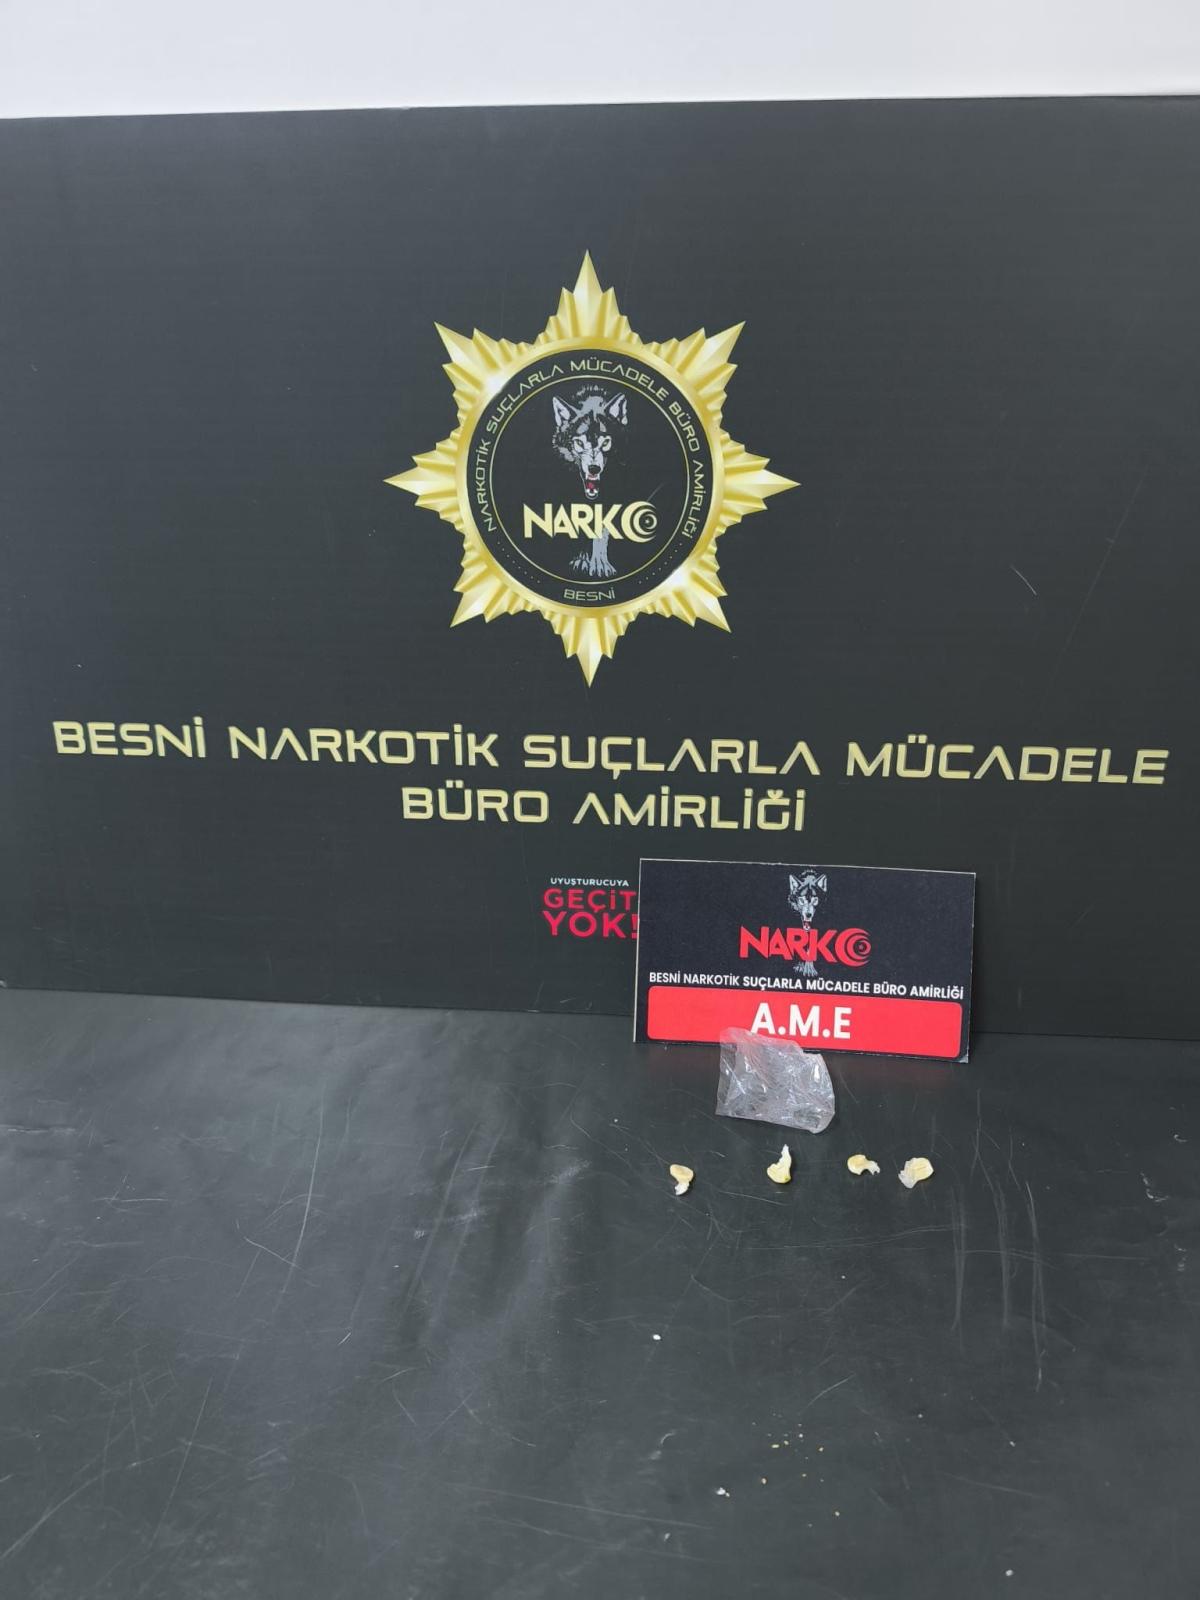 NARKOTİK SUÇLARLA MÜCADELE BÜRO AMİRLİĞİ
NARKO
BESNİ
BESNİ NARKOTİK SUÇLARLA MÜCADELE
BÜRO AMİRLİĞİ
UYUŞTURUCUYA
GEÇİT
YOK!
NARKO
BESNİ NARKOTİK SUÇLARLA MÜCADELE BÜRO AMİRLİĞİ
A.M.E